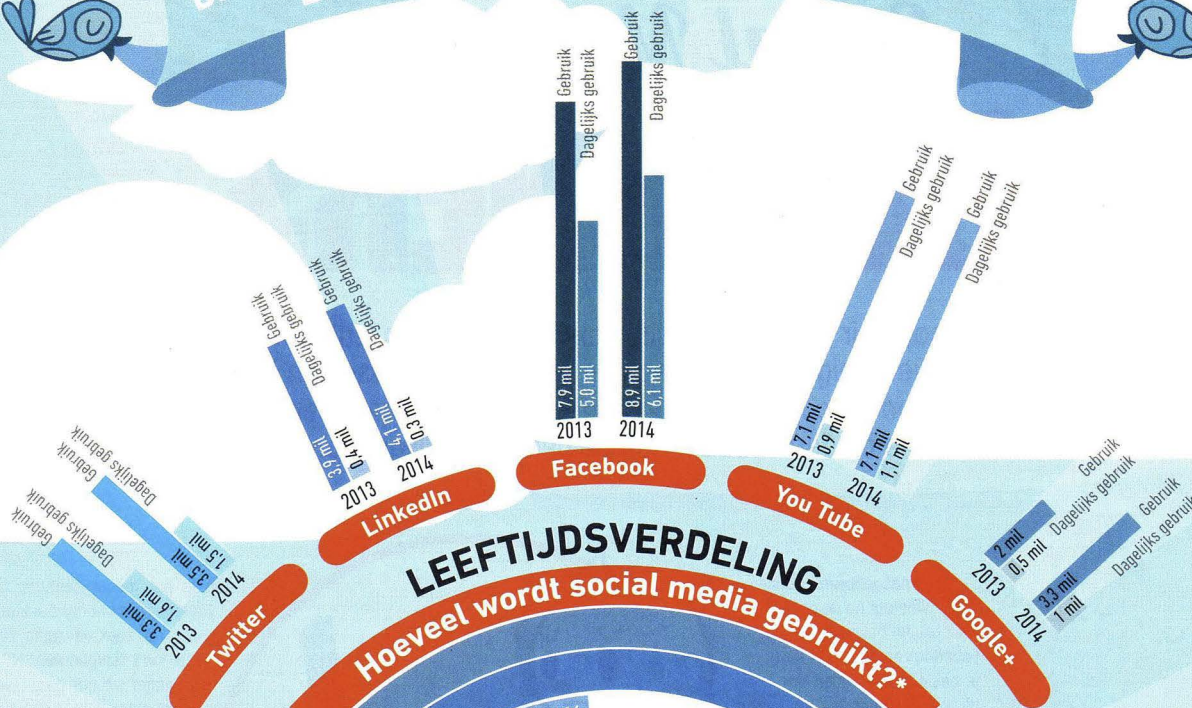 Gebruik
Dagelijks gebruik
3,3 mil
1,6 mil
2013
Gebruik
Dagelijks gebruik
3,5 mil
1,5 mil
2014
Twitter
Gebruik
Dagelijks gebruik
3,9 mil
0,4 mil
2013
Gebruik
Dagelijks gebruik
4,1 mil
0,3 mil
2014
LinkedIn
Gebruik
Dagelijks gebruik
7,9 mil
5,0 mil
2013
Gebruik
Dagelijks gebruik
8,9 mil
6,1 mil
2014
Facebook
Gebruik
Dagelijks gebruik
7,1 mil
0,9 mil
2013
Gebruik
Dagelijks gebruik
7,1 mil
1,1 mil
2014
You Tube
Gebruik
Dagelijks gebruik
2 mil
0,5 mil
2013
Gebruik
Dagelijks gebruik
3,3 mil
1 mil
2014
Google+
LEEFTIJDSVERDELING
Hoeveel wordt social media gebruikt?*